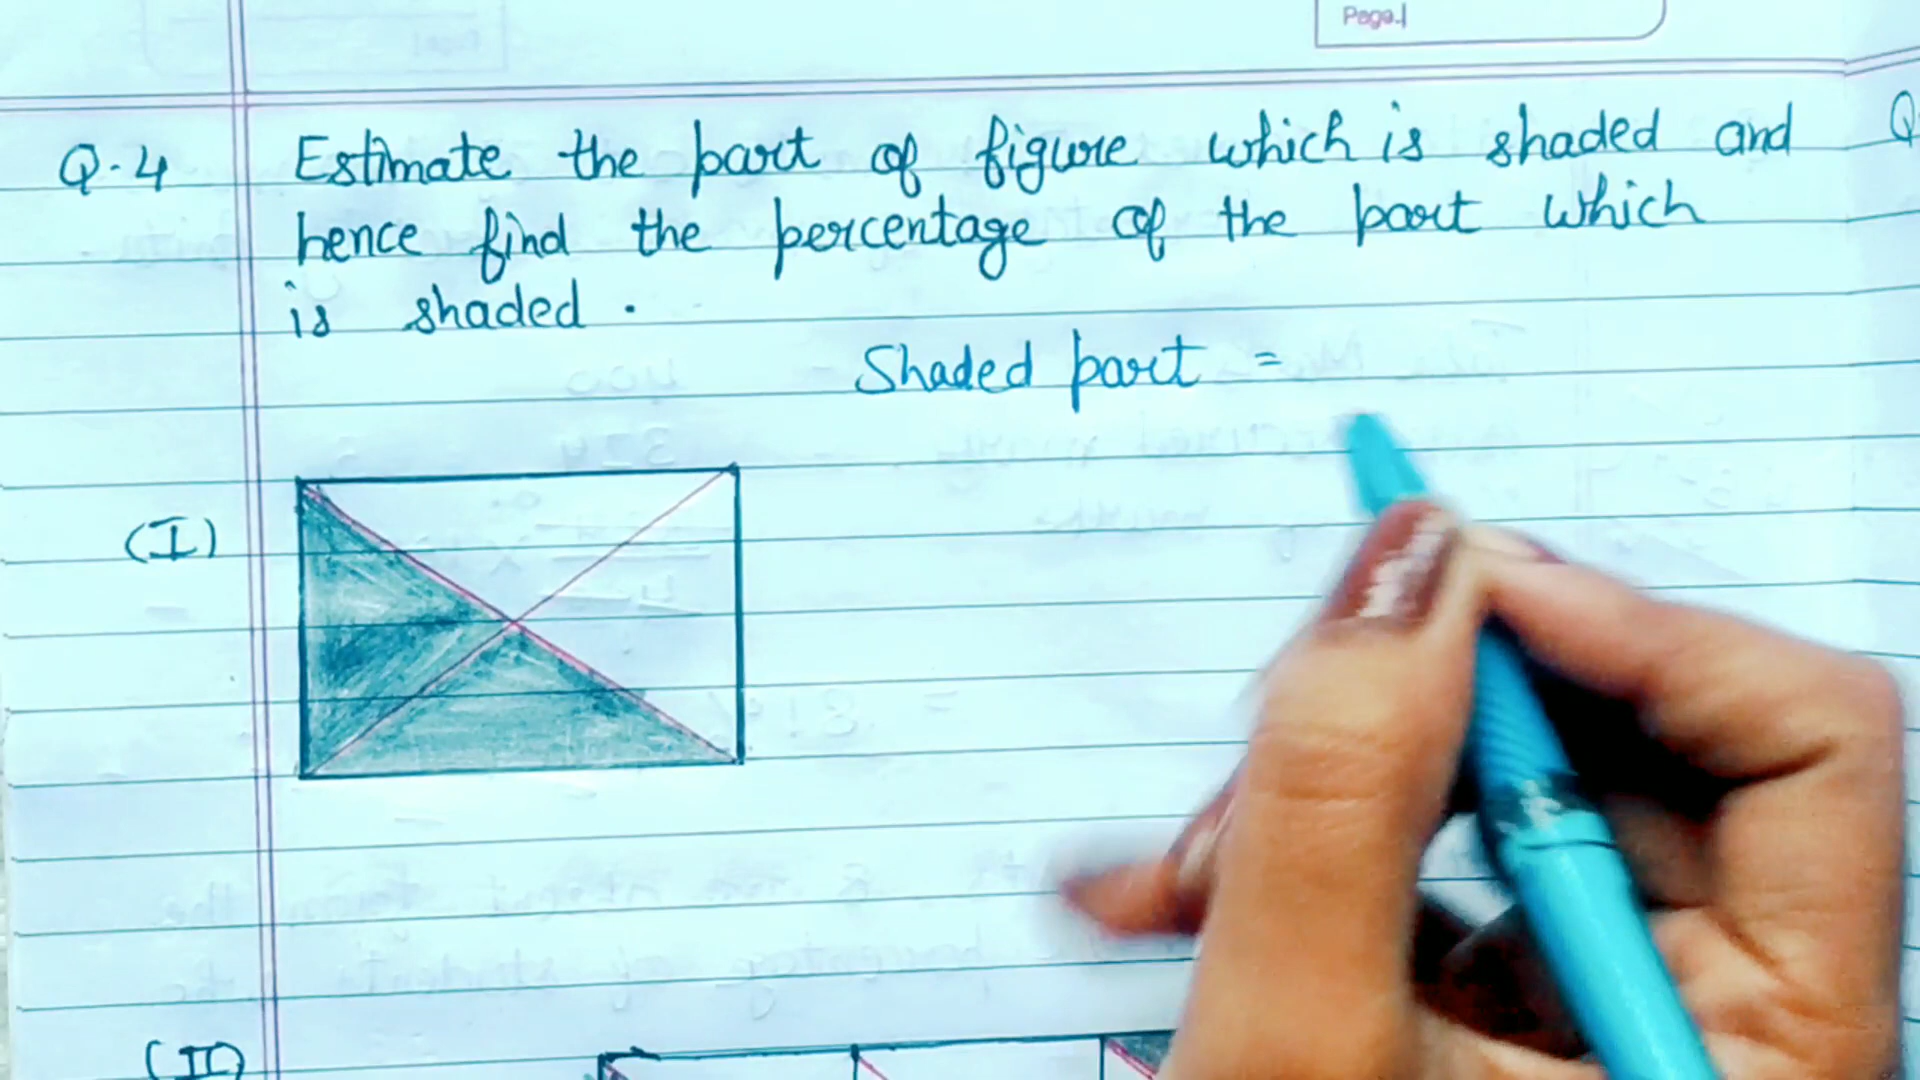 Page.
Q.4 Estimate the part of figure which is shaded and
hence find the percentage of the part which
is shaded.
Shaded part =
(I)
(II)